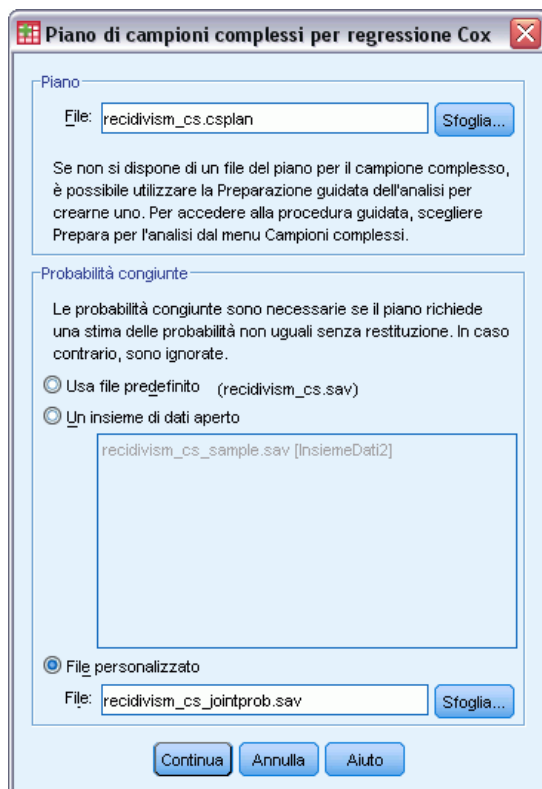 Piano di campioni complessi per regressione Cox
Piano
File: recidivism_cs.csplan Sfoglia...
Se non si dispone di un file del piano per il campione complesso,
è possibile utilizzare la Preparazione guidata dell'analisi per
crearne uno. Per accedere alla procedura guidata, scegliere
Prepara per l'analisi dal menu Campioni complessi.
Probabilità congiunte
Le probabilità congiunte sono necessarie se il piano richiede
una stima delle probabilità non uguali senza restituzione. In caso
contrario, sono ignorate.
Usa file predefinito (recidivism_cs.sav)
Un insieme di dati aperto
recidivism_cs_sample.sav [InsiemeDati2]
File personalizzato
File: recidivism_cs_jointprob.sav Sfoglia...
Continua Annulla Aiuto